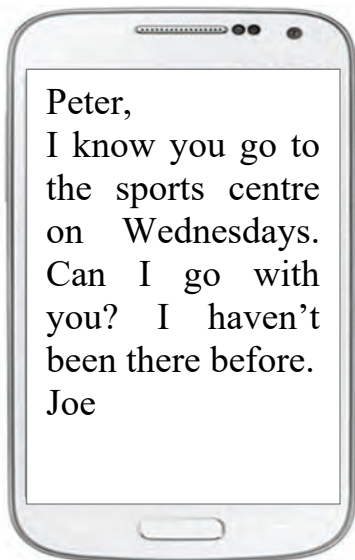 Peter,
I know you go to
the sports centre
on Wednesdays.
Can I go with
you? I haven’t
been there before.
Joe